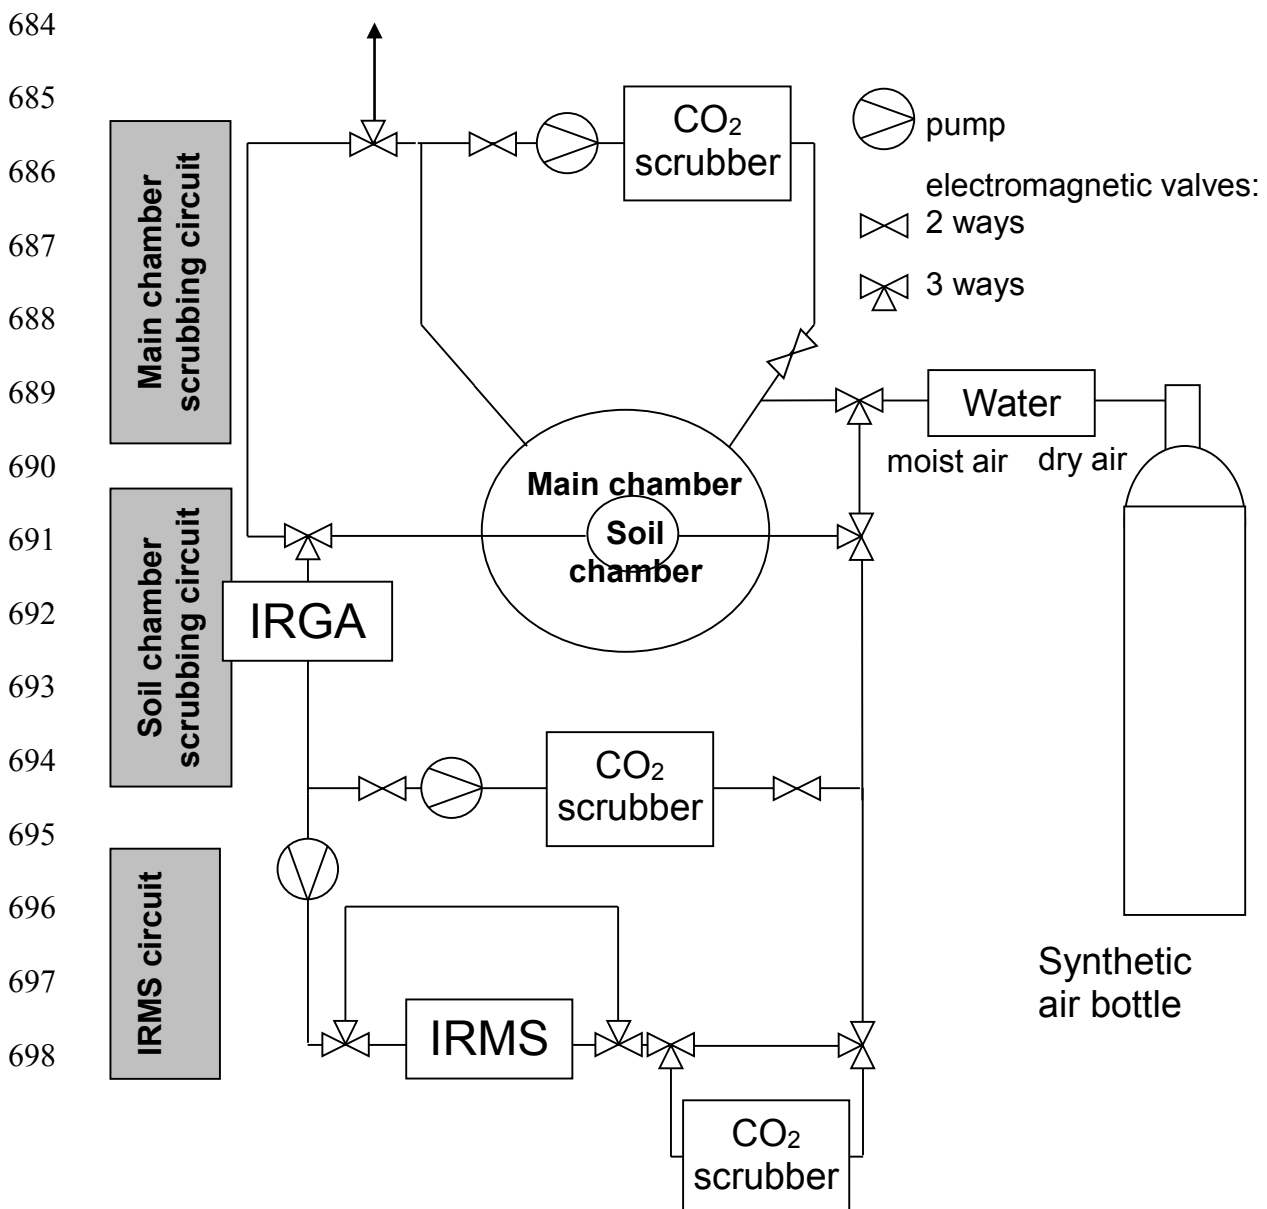 684
685
686
687
688
689
690
691
692
693
694
695
696
697
698
Main chamber
scrubbing circuit
Soil chamber
scrubbing circuit
IRMS circuit
CO2
scrubber
pump
electromagnetic valves:
2 ways
3 ways
Water
moist air
dry air
Main chamber
Soil
chamber
IRGA
CO2
scrubber
IRMS
CO2
scrubber
Synthetic
air bottle